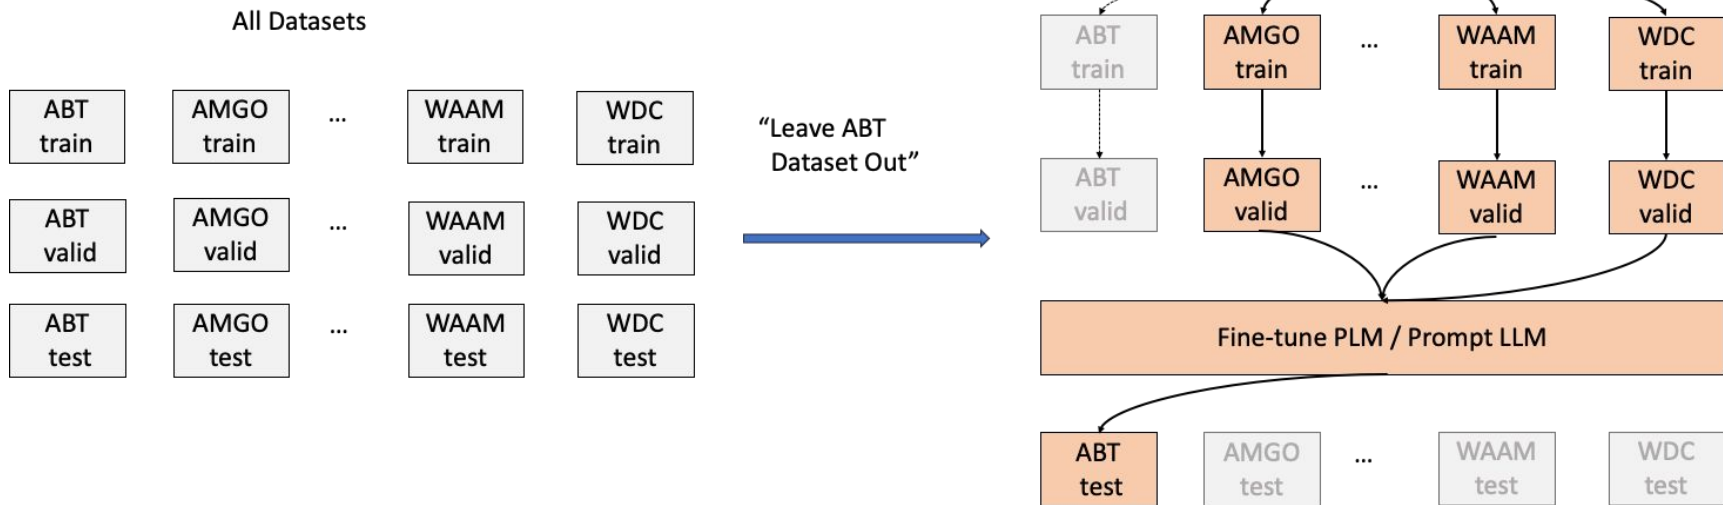 All Datasets
ABT
train
AMGO
train
...
WAAM
train
WDC
train
ABT
valid
AMGO
valid
...
WAAM
valid
WDC
valid
ABT
test
AMGO
test
...
WAAM
test
WDC
test
“Leave ABT
Dataset Out”
ABT
train
AMGO
train
...
WAAM
train
WDC
train
ABT
valid
AMGO
valid
...
WAAM
valid
WDC
valid
Fine-tune PLM / Prompt LLM
ABT
test
AMGO
test
...
WAAM
test
WDC
test